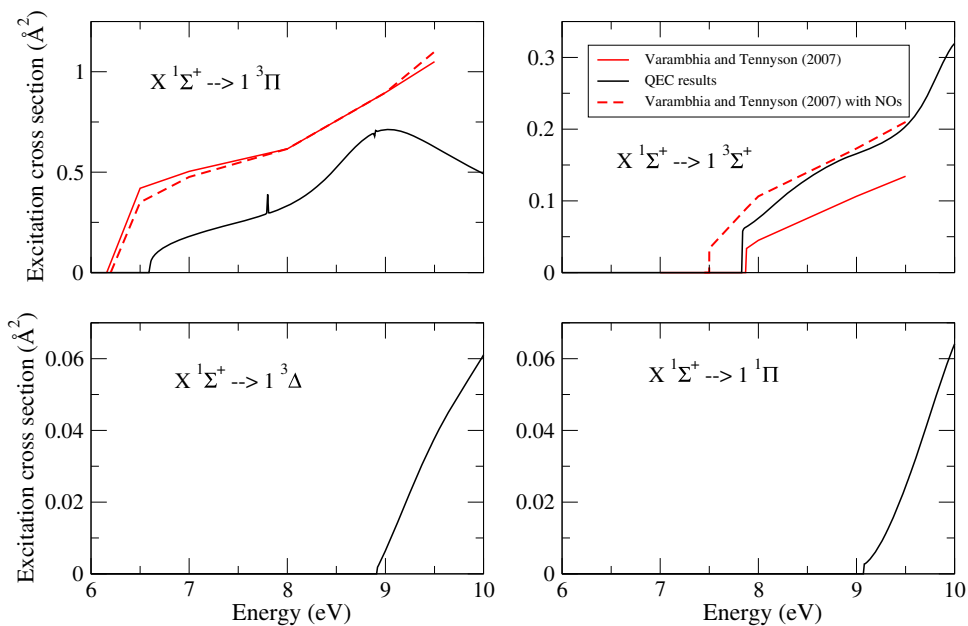 Excitation cross section (Å²)
1
0.5
0
X ¹Σ⁺ --> 1 ³Π
0.3
0.2
0.1
0
Varambhia and Tennyson (2007)
QEC results
Varambhia and Tennyson (2007) with NOs
X ¹Σ⁺ --> 1 ³Σ⁺
Excitation cross section (Å²)
0.06
0.04
0.02
0
X ¹Σ⁺ --> 1 ³Δ
6 7 8 9 10
Energy (eV)
0.06
0.04
0.02
0
X ¹Σ⁺ --> 1 ¹Π
6 7 8 9 10
Energy (eV)